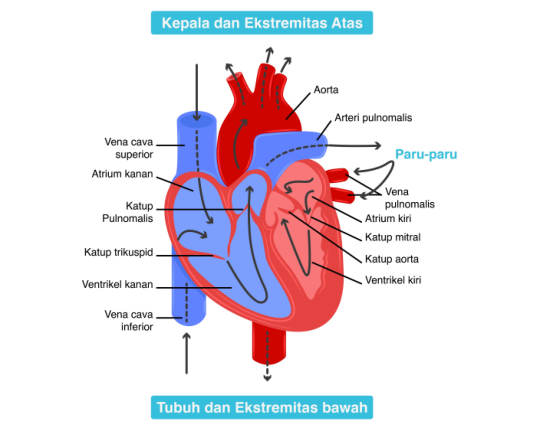 Kepala dan Ekstremitas Atas
Aorta
Arteri pulnomalis
Paru-paru
Vena cava
superior
Atrium kanan
Katup
Pulnomalis
Katup trikuspid
Ventrikel kanan
Vena cava
inferior
Vena
pulnomalis
Atrium kiri
Katup mitral
Katup aorta
Ventrikel kiri
Tubuh dan Ekstremitas bawah